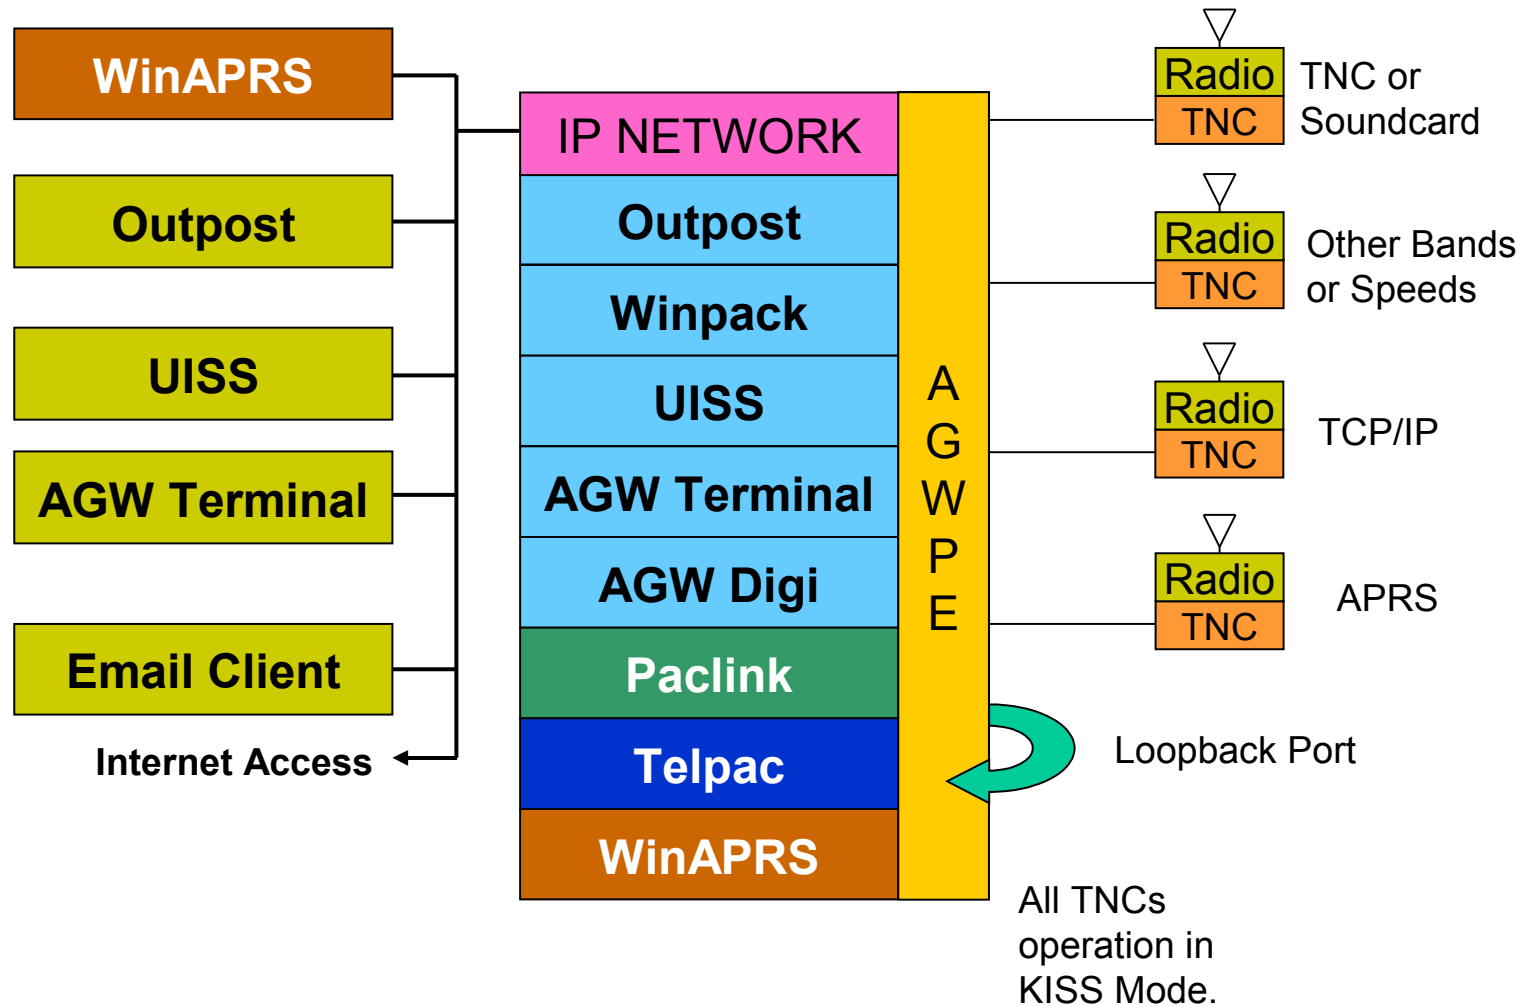 WinAPRS
Outpost
UISS
AGW Terminal
Email Client
Internet Access
IP NETWORK
Outpost
Winpack
UISS
AGW Terminal
AGW Digi
Paclink
Telpac
WinAPRS
A
G
W
P
E
Radio
TNC
TNC or
Soundcard
Radio
TNC
Other Bands
or Speeds
Radio
TNC
TCP/IP
Radio
TNC
APRS
Loopback Port
All TNCs
operation in
KISS Mode.